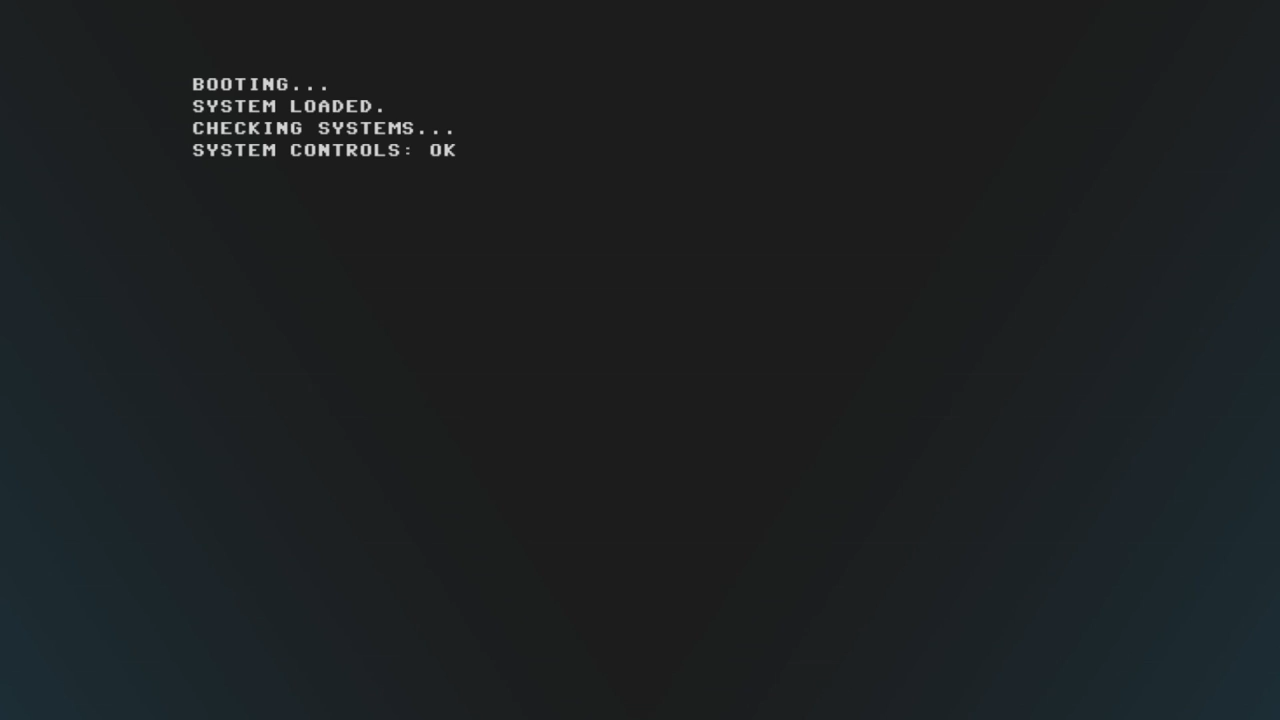 BOOTING...
SYSTEM LOADED.
CHECKING SYSTEMS...
SYSTEM CONTROLS: OK